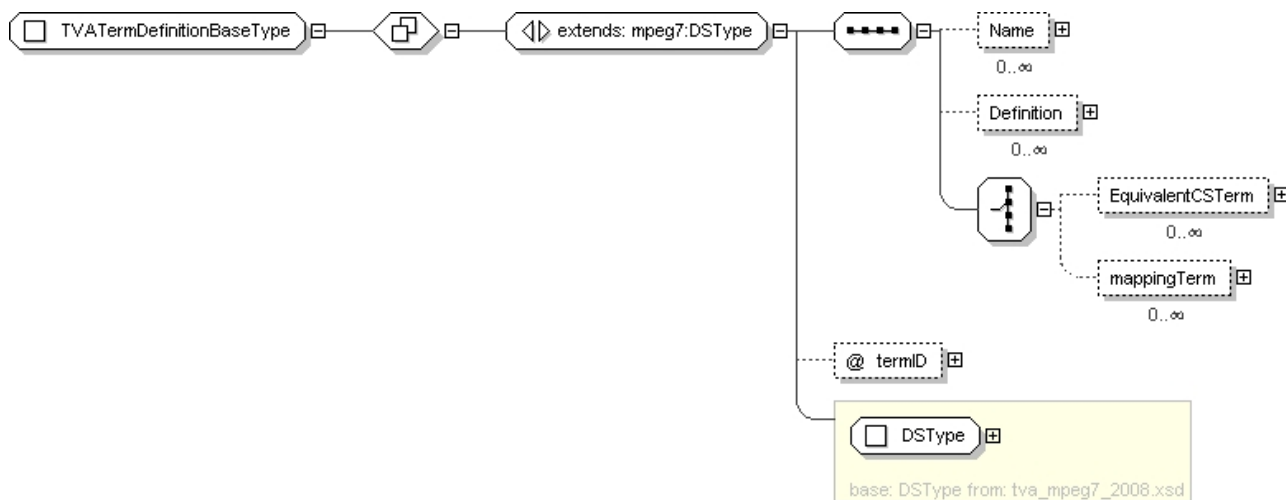 TVATermDefinitionBaseType
extends: mpeg7:DSType
Name
0..∞
Definition
0..∞
EquivalentCSTerm
0..∞
mappingTerm
0..∞
@ termID
DSType
base: DSType from: tva_mpeg7_2008.xsd